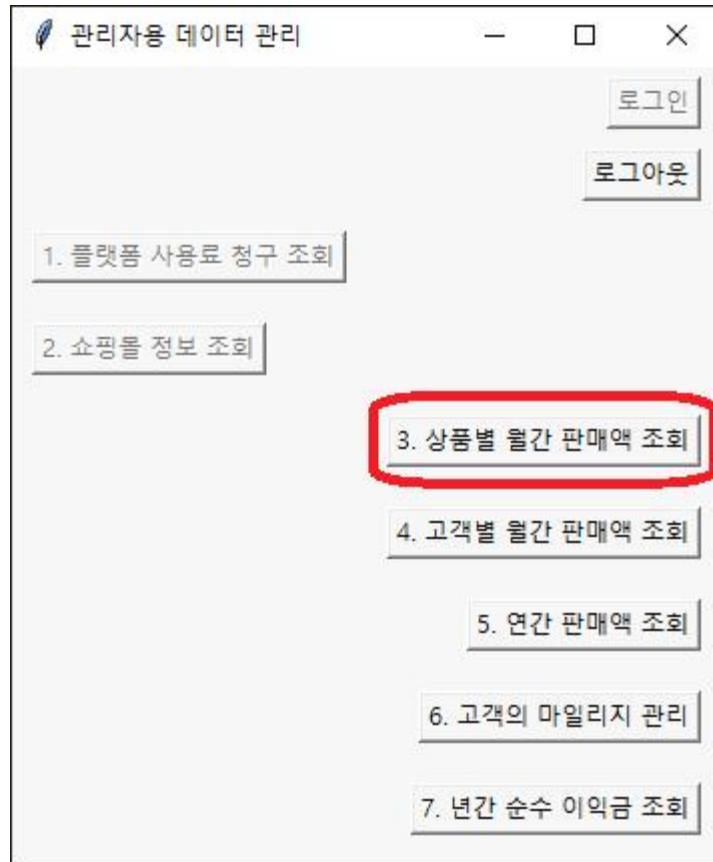 관리자용 데이터 관리
로그인
로그아웃
1. 플랫폼 사용료 청구 조회
2. 쇼핑몰 정보 조회
3. 상품별 월간 판매액 조회
4. 고객별 월간 판매액 조회
5. 연간 판매액 조회
6. 고객의 마일리지 관리
7. 년간 순수 이익금 조회